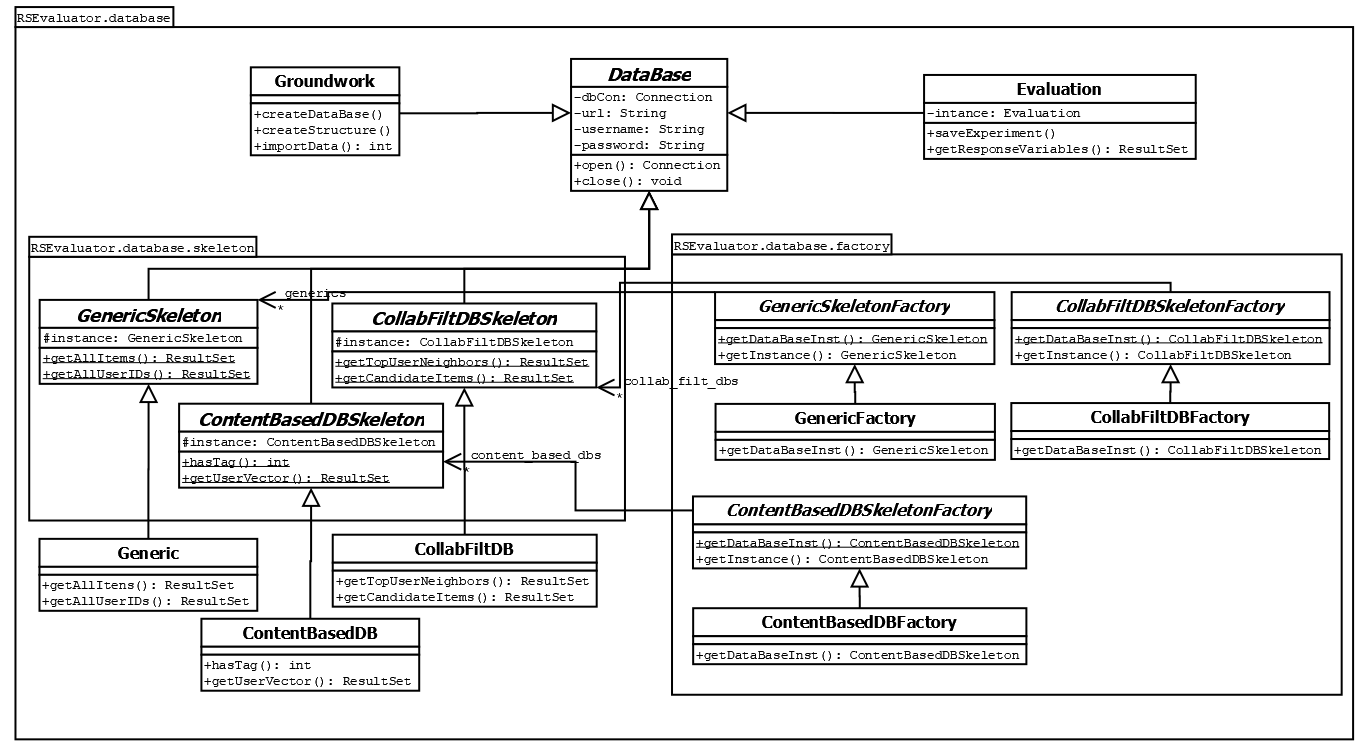 RSEvaluator.database
Groundwork
+createDataBase()
+createStructure()
+importData(): int
DataBase
-dbCon: Connection
-url: String
-username: String
-password: String
+open(): Connection
+close(): void
Evaluation
-intance: Evaluation
+saveExperiment()
+getResponseVariables(): ResultSet
RSEvaluator.database.skeleton
GenericSkeleton
#instance: GenericSkeleton
+getAllItems(): ResultSet
+getAllUserIDs(): ResultSet
generics
*
CollabFiltDBSkeleton
#instance: CollabFiltDBSkeleton
+getTopUserNeighbors(): ResultSet
+getCandidateItems(): ResultSet
collab_filt_dbs
*
ContentBasedDBSkeleton
#instance: ContentBasedDBSkeleton
+hasTag(): int
+getUserVector(): ResultSet
content_based_dbs
*
Generic
+getAllItens(): ResultSet
+getAllUserIDs(): ResultSet
CollabFiltDB
+getTopUserNeighbors(): ResultSet
+getCandidateItems(): ResultSet
ContentBasedDB
+hasTag(): int
+getUserVector(): ResultSet
RSEvaluator.database.factory
GenericSkeletonFactory
+getDataBaseInst(): GenericSkeleton
+getInstance(): GenericSkeleton
CollabFiltDBSkeletonFactory
+getDataBaseInst(): CollabFiltDBSkeleton
+getInstance(): CollabFiltDBSkeleton
GenericFactory
+getDataBaseInst(): GenericSkeleton
CollabFiltDBFactory
+getDataBaseInst(): CollabFiltDBSkeleton
ContentBasedDBSkeletonFactory
+getDataBaseInst(): ContentBasedDBSkeleton
+getInstance(): ContentBasedDBSkeleton
ContentBasedDBFactory
+getDataBaseInst(): ContentBasedDBSkeleton